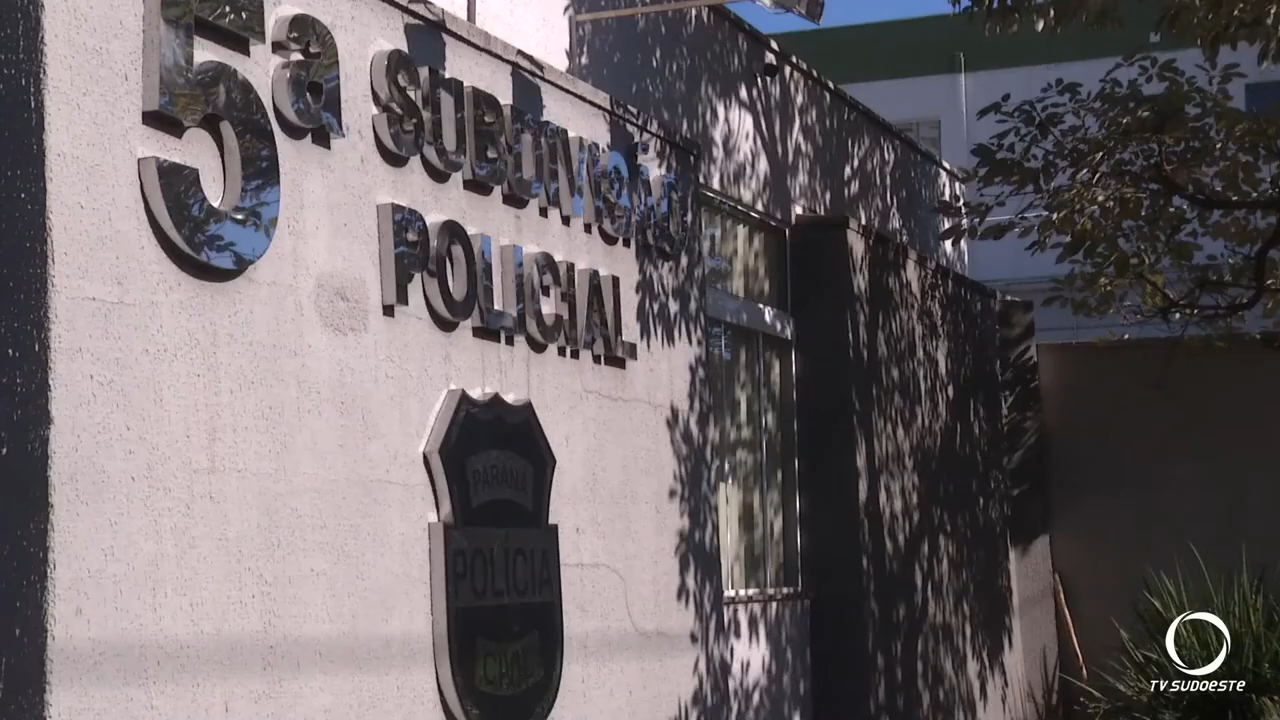 5ª SUBDIVISÃO
POLICIAL
PARANÁ
POLÍCIA
CIVIL
TV SUDOESTE